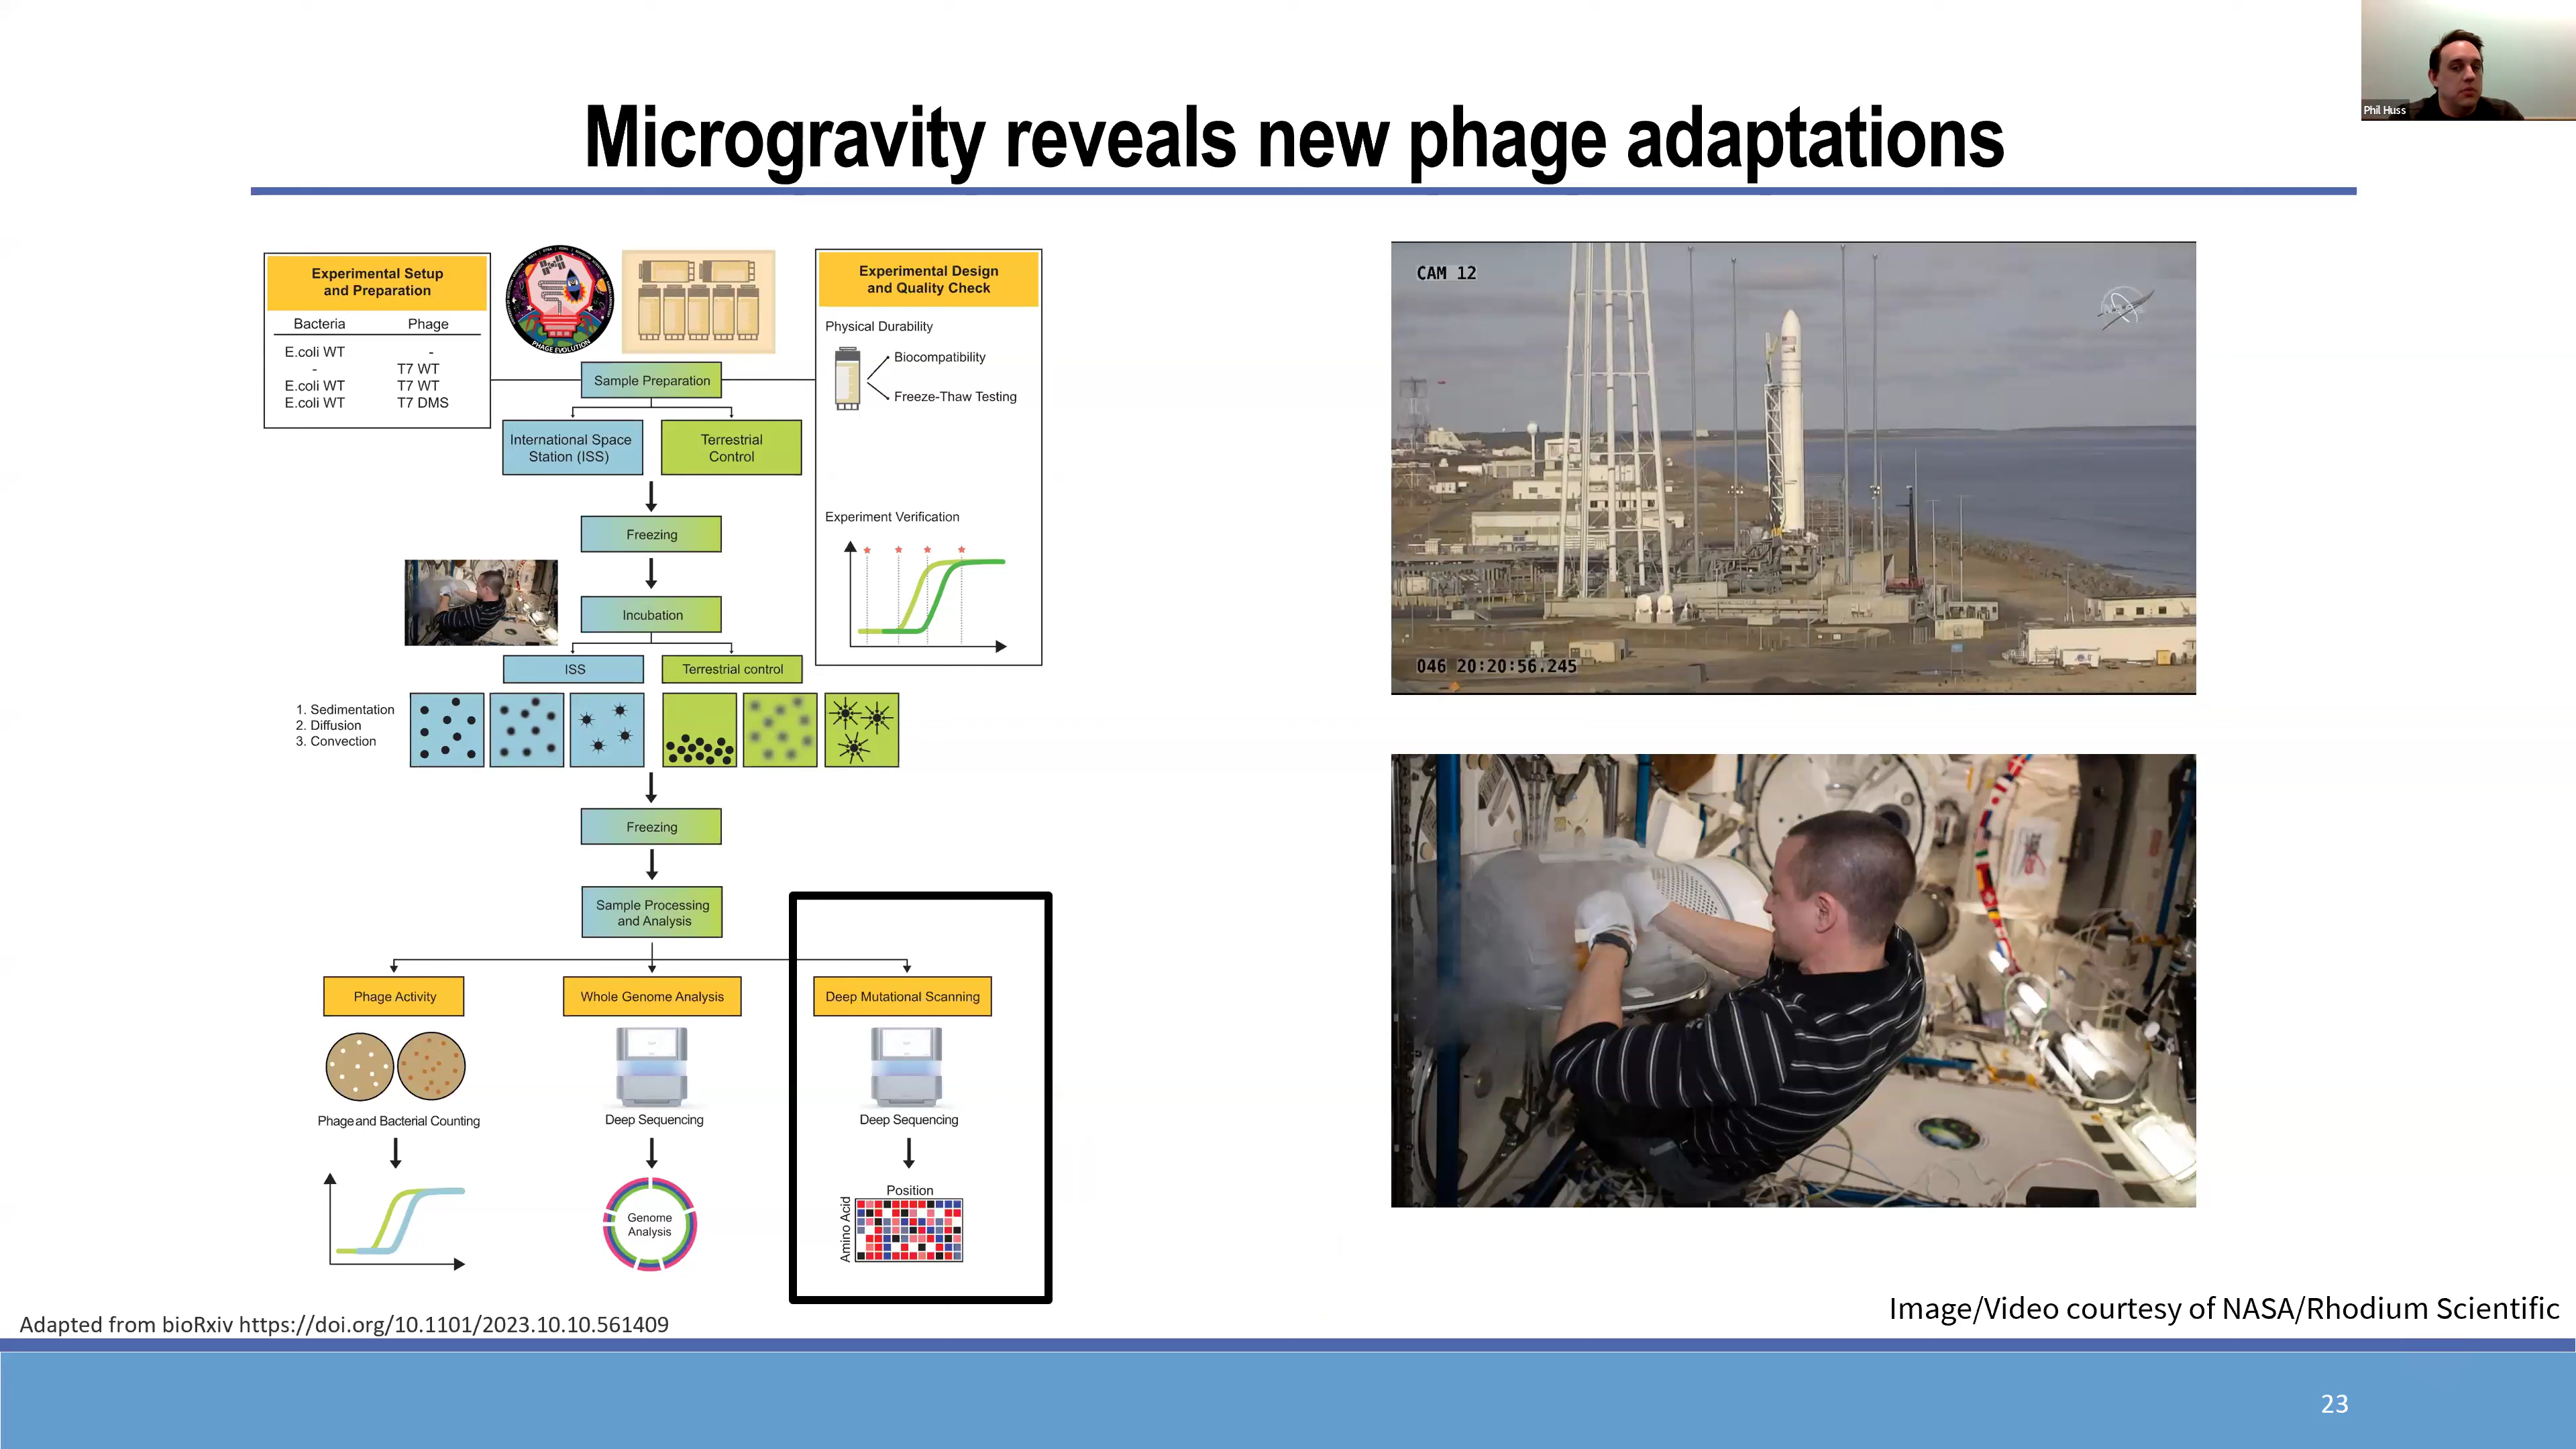 Phil Huss
Microgravity reveals new phage adaptations
Experimental Setup
and Preparation
Bacteria Phage
E.coli WT -
- T7 WT
E.coli WT T7 WT
E.coli WT T7 DMS
PHAGE EVOLUTION
Experimental Design
and Quality Check
Physical Durability
Biocompatibility
Freeze-Thaw Testing
Experiment Verification
Sample Preparation
International Space
Station (ISS)
Terrestrial
Control
Freezing
Incubation
ISS
Terrestrial control
1. Sedimentation
2. Diffusion
3. Convection
Freezing
Sample Processing
and Analysis
Phage Activity
Whole Genome Analysis
Deep Mutational Scanning
Phage and Bacterial Counting
Deep Sequencing
Deep Sequencing
Genome
Analysis
Position
Amino Acid
CAM 12
046 20:20:56.245
Adapted from bioRxiv https://doi.org/10.1101/2023.10.10.561409
Image/Video courtesy of NASA/Rhodium Scientific
23